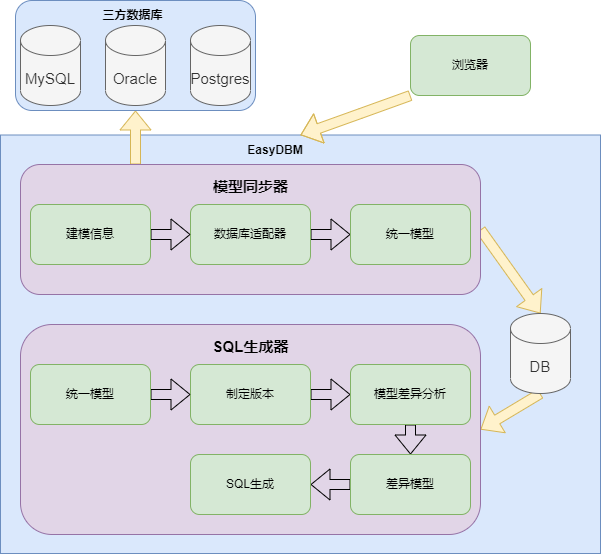 三方数据库
MySQL
Oracle
Postgres
浏览器
EasyDBM
模型同步器
建模信息
数据库适配器
统一模型
SQL生成器
统一模型
制定版本
模型差异分析
DB
SQL生成
差异模型